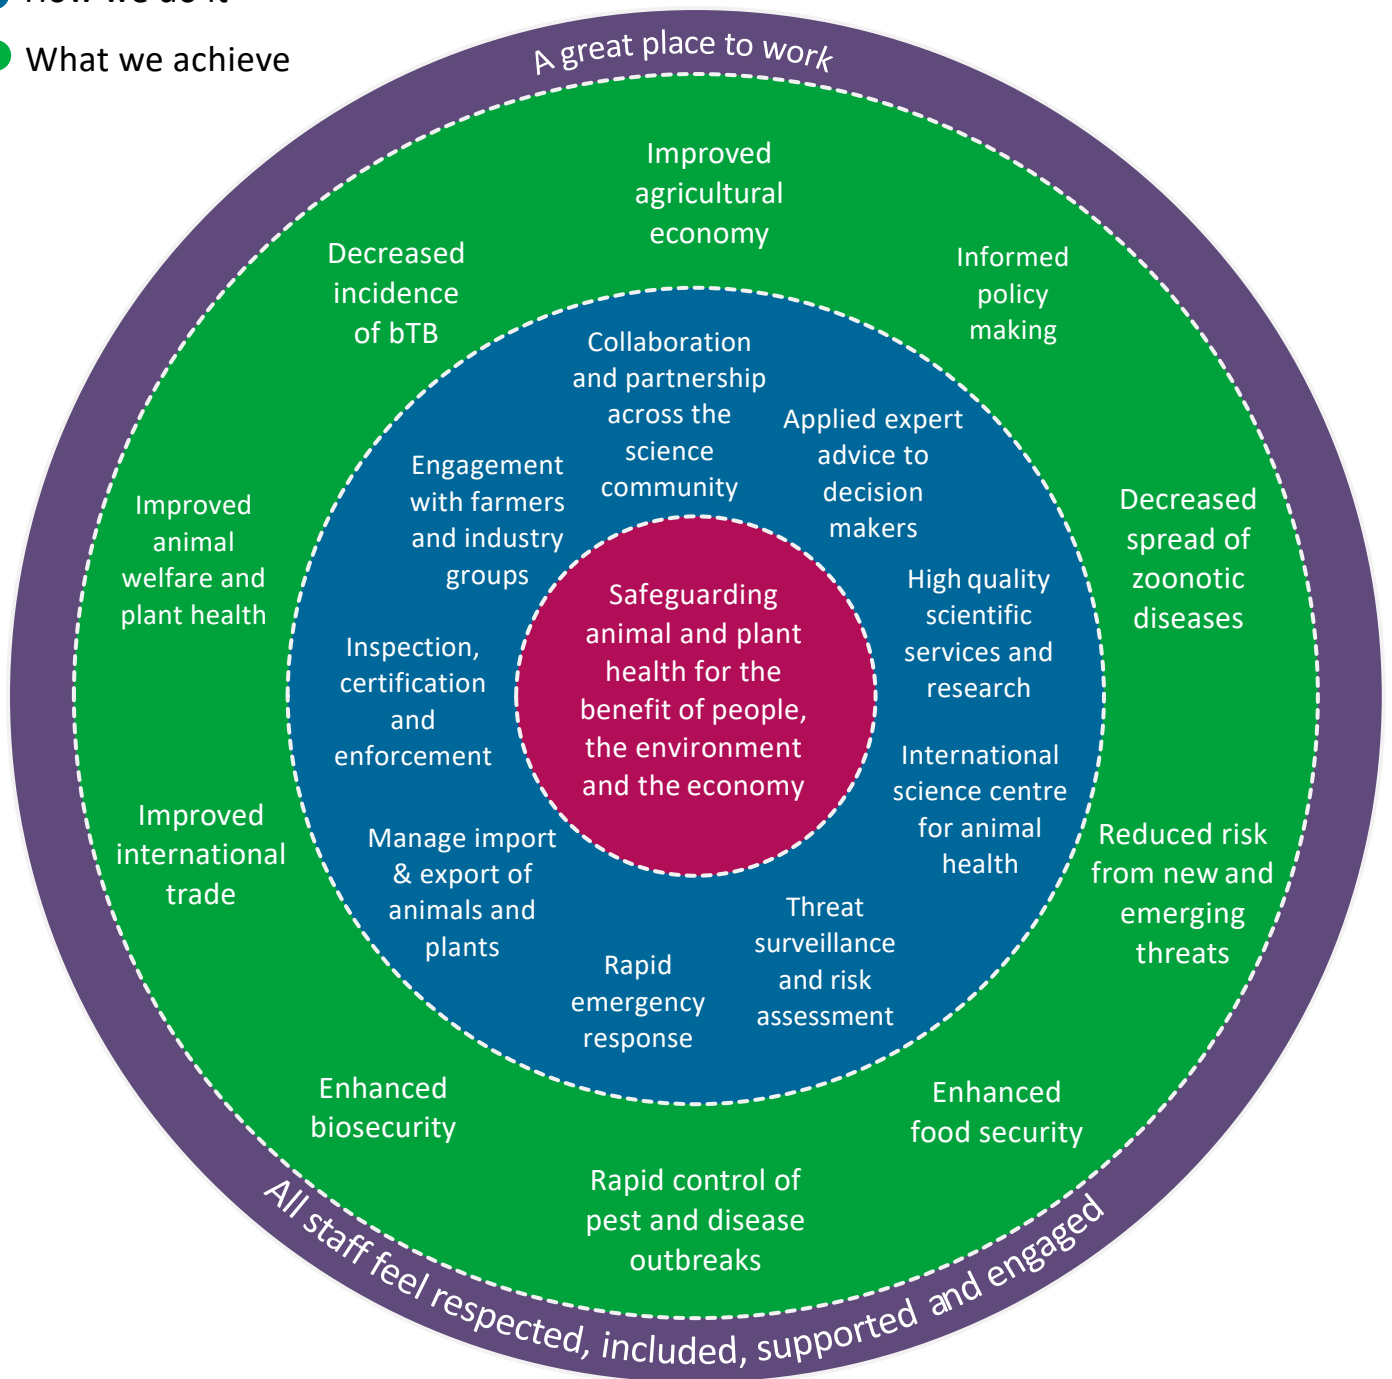 How we do it
What we achieve
A great place to work
Improved
agricultural
economy
Informed
policy
making
Decreased
spread of
zoonotic
diseases
Reduced risk
from new and
emerging
threats
Enhanced
food security
Rapid control of
pest and disease
outbreaks
Enhanced
biosecurity
Improved
international
trade
Improved
animal
welfare and
plant health
Decreased
incidence
of bTB
Collaboration
and partnership
across the
science
community
Applied expert
advice to
decision
makers
High quality
scientific
services and
research
International
science centre
for animal
health
Threat
surveillance
and risk
assessment
Rapid
emergency
response
Manage import
& export of
animals and
plants
Inspection,
certification
and
enforcement
Engagement
with farmers
and industry
groups
Safeguarding
animal and plant
health for the
benefit of people,
the environment
and the economy
All staff feel respected, included, supported and engaged